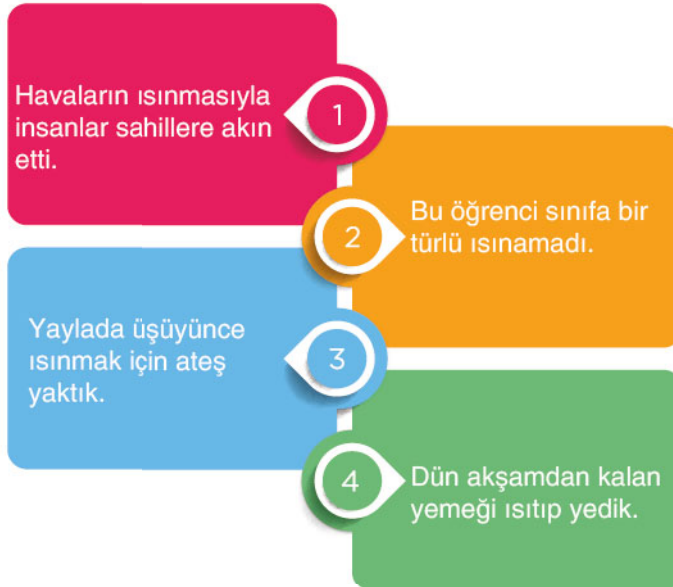 Havaların ısınmasıyla
insanlar sahillere akın
etti.
1
Bu öğrenci sınıfa bir
türlü ısınamadı.
2
Yaylada üşüyünce
ısınmak için ateş
yaktık.
3
Dün akşamdan kalan
yemeği ısıtıp yedik.
4